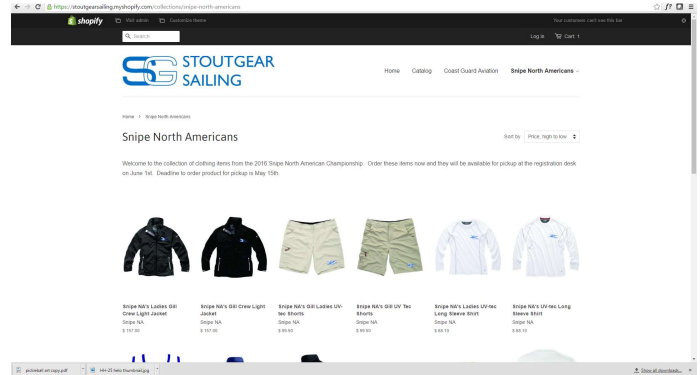 https://stoutgearsailing.myshopify.com/collections/snipe-north-americans
shopify Visit admin Customize theme Your customers can't see this bar
Search Log in Cart 1
STOUTGEAR
SAILING
Home Catalog Coast Guard Aviation Snipe North Americans
Home › Snipe North Americans
Snipe North Americans
Sort by Price, high to low
Welcome to the collection of clothing items from the 2016 Snipe North American Championship. Order these items now and they will be available for pickup at the registration desk
on June 1st. Deadline to order product for pickup is May 15th.
Snipe NA's Ladies Gill Crew Light Jacket
Snipe NA
Snipe NA's Gill Crew Light Jacket
Snipe NA
Snipe NA's Gill Ladies UV-tec Shorts
Snipe NA
Snipe NA's Gill UV Tec Shorts
Snipe NA
Snipe NA's Ladies UV-tec Long Sleeve Shirt
Snipe NA
Snipe NA's UV-tec Long Sleeve Shirt
Snipe NA
pickleball art copy.pdf
Show all downloads...